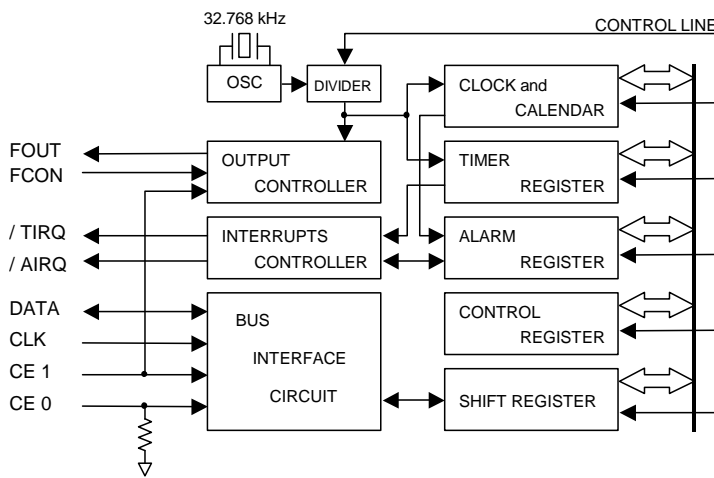 32.768 kHz
CONTROL LINE
OSC
DIVIDER
CLOCK and
CALENDAR
FOUT
FCON
OUTPUT
CONTROLLER
TIMER
REGISTER
/ TIRQ
/ AIRQ
INTERRUPTS
CONTROLLER
ALARM
REGISTER
DATA
CLK
CE 1
CE 0
BUS
INTERFACE
CIRCUIT
CONTROL
REGISTER
SHIFT REGISTER